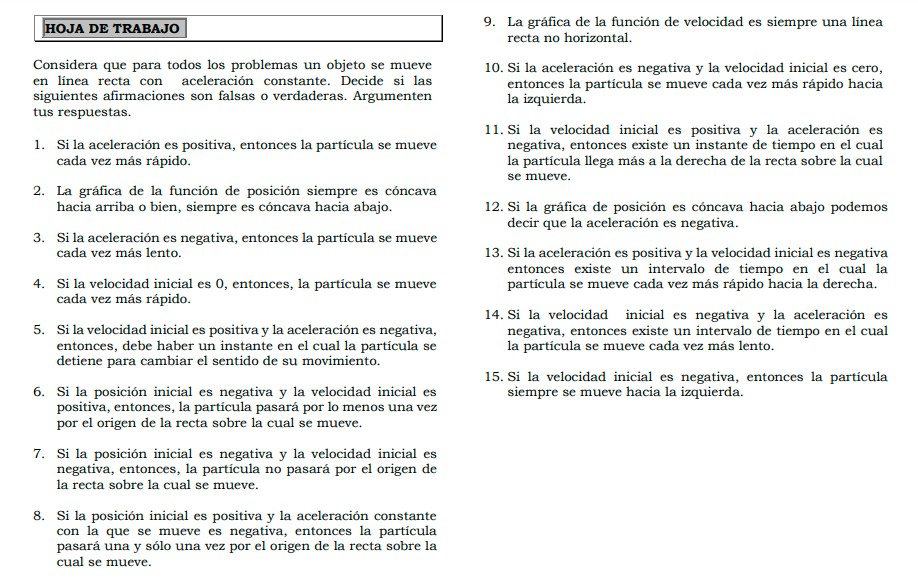 HOJA DE TRABAJO
Considera que para todos los problemas un objeto se mueve
en línea recta con aceleración constante. Decide si las
siguientes afirmaciones son falsas o verdaderas. Argumenten
tus respuestas.
1. Si la aceleración es positiva, entonces la partícula se mueve
cada vez más rápido.
2. La gráfica de la función de posición siempre es cóncava
hacia arriba o bien, siempre es cóncava hacia abajo.
3. Si la aceleración es negativa, entonces la partícula se mueve
cada vez más lento.
4. Si la velocidad inicial es 0, entonces, la partícula se mueve
cada vez más rápido.
5. Si la velocidad inicial es positiva y la aceleración es negativa,
entonces, debe haber un instante en el cual la partícula se
detiene para cambiar el sentido de su movimiento.
6. Si la posición inicial es negativa y la velocidad inicial es
positiva, entonces, la partícula pasará por lo menos una vez
por el origen de la recta sobre la cual se mueve.
7. Si la posición inicial es negativa y la velocidad inicial es
negativa, entonces, la partícula no pasará por el origen de
la recta sobre la cual se mueve.
8. Si la posición inicial es positiva y la aceleración constante
con la que se mueve es negativa, entonces la partícula
pasará una y sólo una vez por el origen de la recta sobre la
cual se mueve.
9. La gráfica de la función de velocidad es siempre una línea
recta no horizontal.
10. Si la aceleración es negativa y la velocidad inicial es cero,
entonces la partícula se mueve cada vez más rápido hacia
la izquierda.
11. Si la velocidad inicial es positiva y la aceleración es
negativa, entonces existe un instante de tiempo en el cual
la partícula llega más a la derecha de la recta sobre la cual
se mueve.
12. Si la gráfica de posición es cóncava hacia abajo podemos
decir que la aceleración es negativa.
13. Si la aceleración es positiva y la velocidad inicial es negativa
entonces existe un intervalo de tiempo en el cual la
partícula se mueve cada vez más rápido hacia la derecha.
14. Si la velocidad inicial es negativa y la aceleración es
negativa, entonces existe un intervalo de tiempo en el cual
la partícula se mueve cada vez más lento.
15. Si la velocidad inicial es negativa, entonces la partícula
siempre se mueve hacia la izquierda.